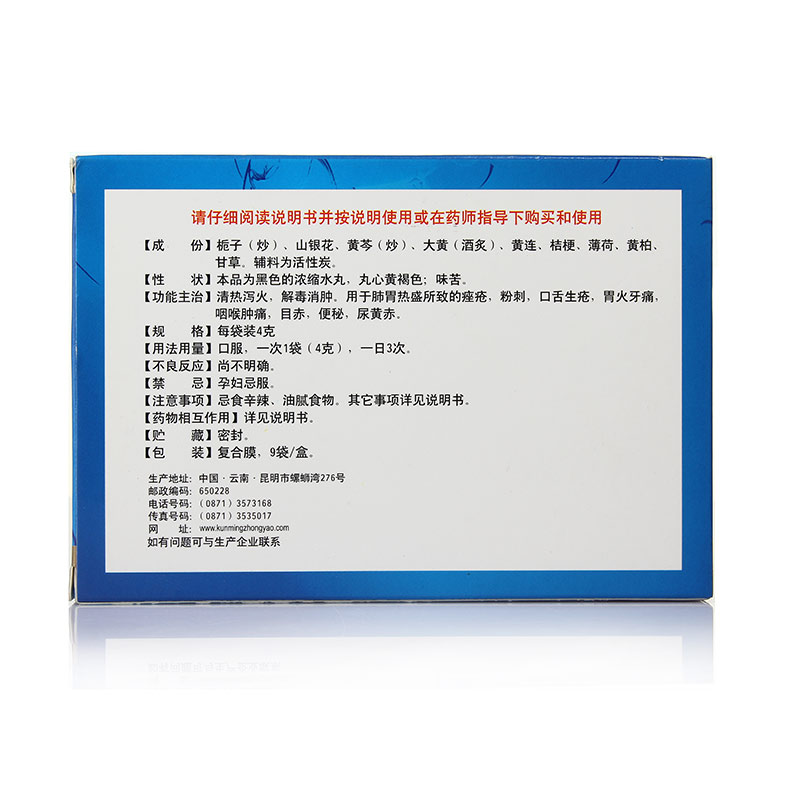 请仔细阅读说明书并按说明使用或在药师指导下购买和使用
【成　份】栀子（炒）、山银花、黄芩（炒）、大黄（酒炙）、黄连、桔梗、薄荷、黄柏、
甘草。辅料为活性炭。
【性　状】本品为黑色的浓缩水丸，丸心黄褐色；味苦。
【功能主治】清热泻火，解毒消肿。用于肺胃热盛所致的痤疮，粉刺，口舌生疮，胃火牙痛，
咽喉肿痛，目赤，便秘，尿黄赤。
【规　格】每袋装4克
【用法用量】口服，一次1袋（4克），一日3次。
【不良反应】尚不明确。
【禁　忌】孕妇忌服。
【注意事项】忌食辛辣、油腻食物。其它事项详见说明书。
【药物相互作用】详见说明书。
【贮　藏】密封。
【包　装】复合膜，9袋/盒。
生产地址：中国·云南·昆明市螺蛳湾276号
邮政编码：650228
电话号码：（0871）3573168
传真号码：（0871）3535017
网　址：www.kunmingzhongyao.com
如有问题可与生产企业联系